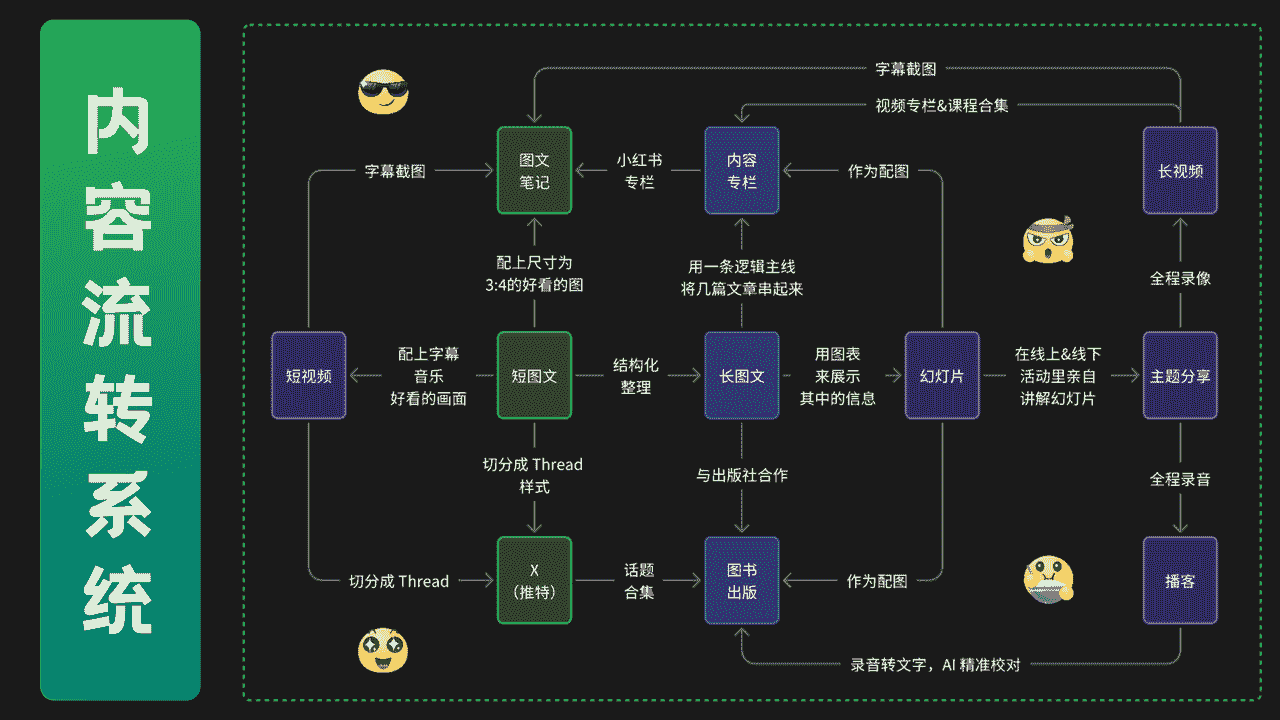 内容流转系统
字幕截图
视频专栏&课程合集
字幕截图
图文
笔记
小红书
专栏
内容
专栏
作为配图
长视频
配上尺寸为
3:4的好看的图
用一条逻辑主线
将几篇文章串起来
全程录像
短视频
配上字幕
音乐
好看的画面
短图文
结构化
整理
长图文
用图表
来展示
其中的信息
幻灯片
在线上&线下
活动里亲自
讲解幻灯片
主题分享
切分成 Thread
样式
与出版社合作
全程录音
切分成 Thread
X
（推特）
话题
合集
图书
出版
作为配图
播客
录音转文字，AI 精准校对